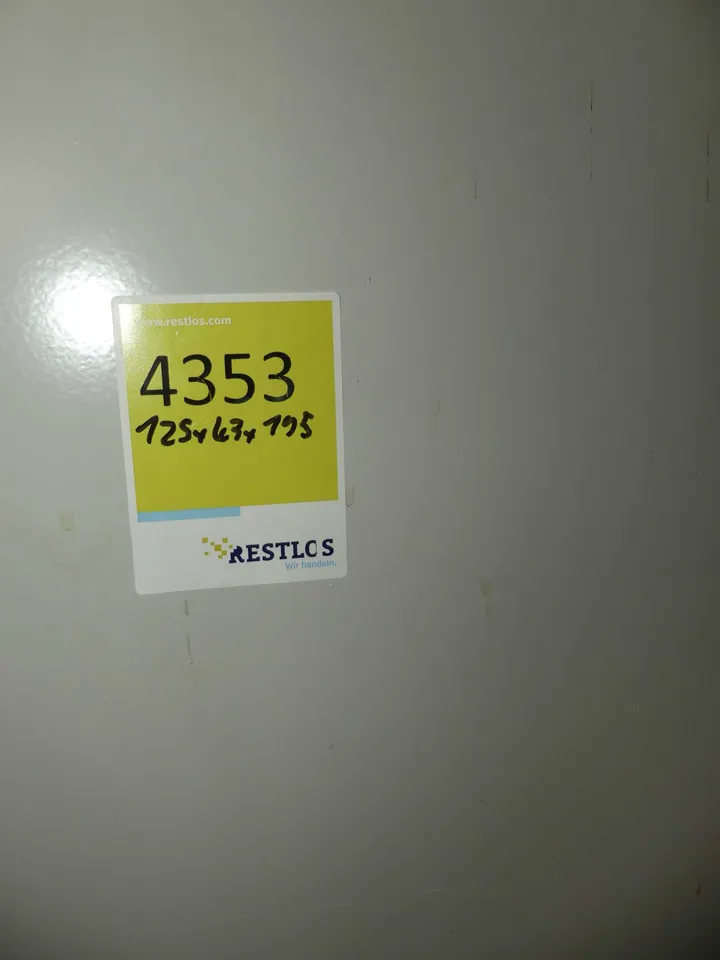 www.restlos.com
4353
125x63x195
RESTLOS
Wir handeln.